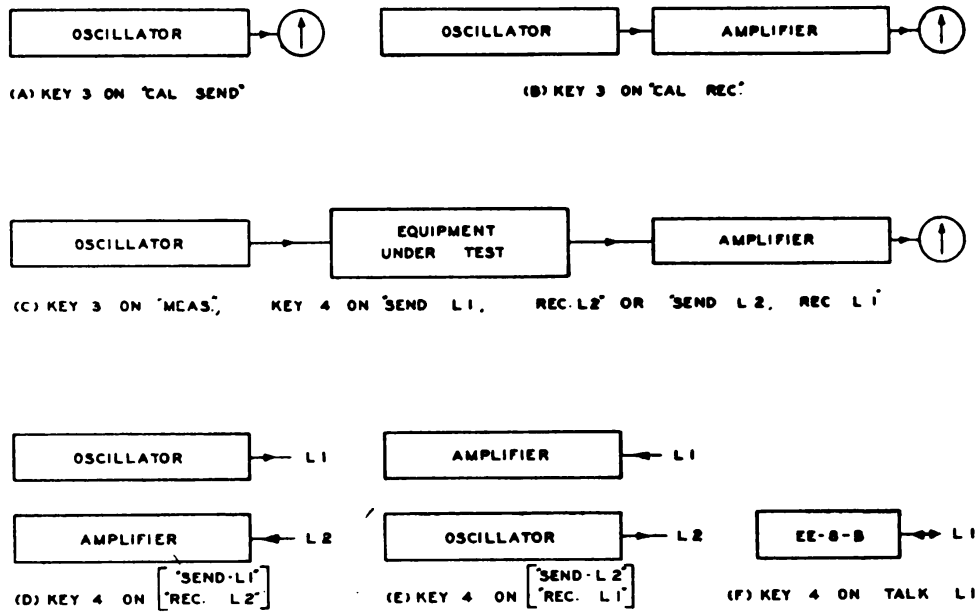 OSCILLATOR
OSCILLATOR
AMPLIFIER
(A) KEY 3 ON "CAL SEND"
(B) KEY 3 ON "CAL REC."
OSCILLATOR
EQUIPMENT
UNDER TEST
AMPLIFIER
(C) KEY 3 ON "MEAS.", KEY 4 ON "SEND L1, REC. L2" OR "SEND L2, REC L1"
OSCILLATOR
L1
AMPLIFIER
L1
AMPLIFIER
L2
OSCILLATOR
L2
EE-8-B
L1
(D) KEY 4 ON ["SEND-L1" "REC. L2"]
(E) KEY 4 ON ["SEND-L2" "REC. L1"]
(F) KEY 4 ON TALK L1